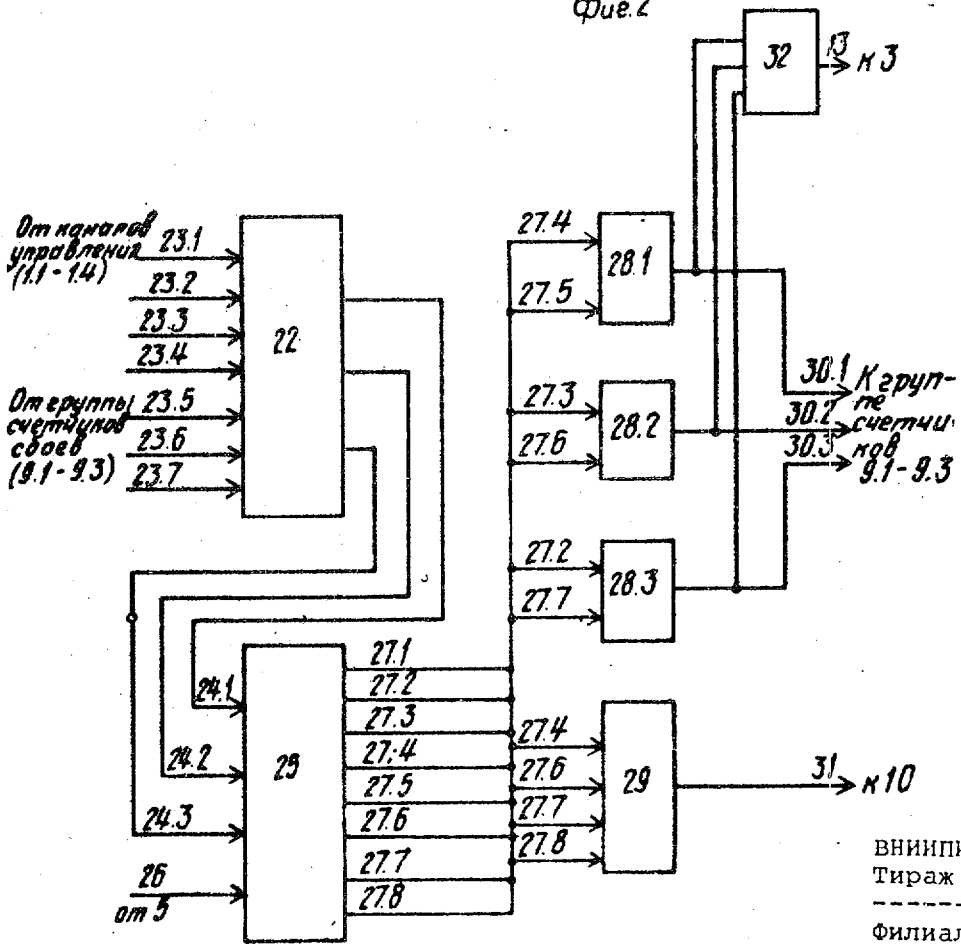 Фиг.2
32
13
к 3
От каналов
управления
(1.1 - 1.4)
23.1
23.2
23.3
23.4
От группы
счетчиков
сбоев
(9.1 - 9.3)
23.5
23.6
23.7
22
27.4
27.5
28.1
27.3
27.6
28.2
27.2
27.7
28.3
30.1
30.2
30.3
К груп-
пе
счетчи-
ков
9.1 - 9.3
24.1
24.2
24.3
26
от 5
25
27.1
27.2
27.3
27.4
27.5
27.6
27.7
27.8
27.4
27.6
27.7
27.8
29
31
к 10
ВНИИПИ
Тираж
------
Филиал